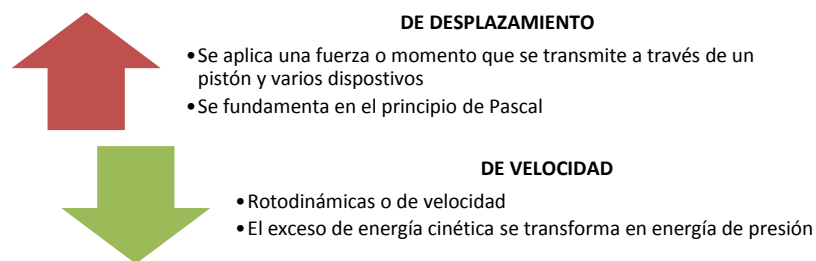 DE DESPLAZAMIENTO
•Se aplica una fuerza o momento que se transmite a través de un
pistón y varios dispostivos
•Se fundamenta en el principio de Pascal
DE VELOCIDAD
•Rotodinámicas o de velocidad
•El exceso de energía cinética se transforma en energía de presión